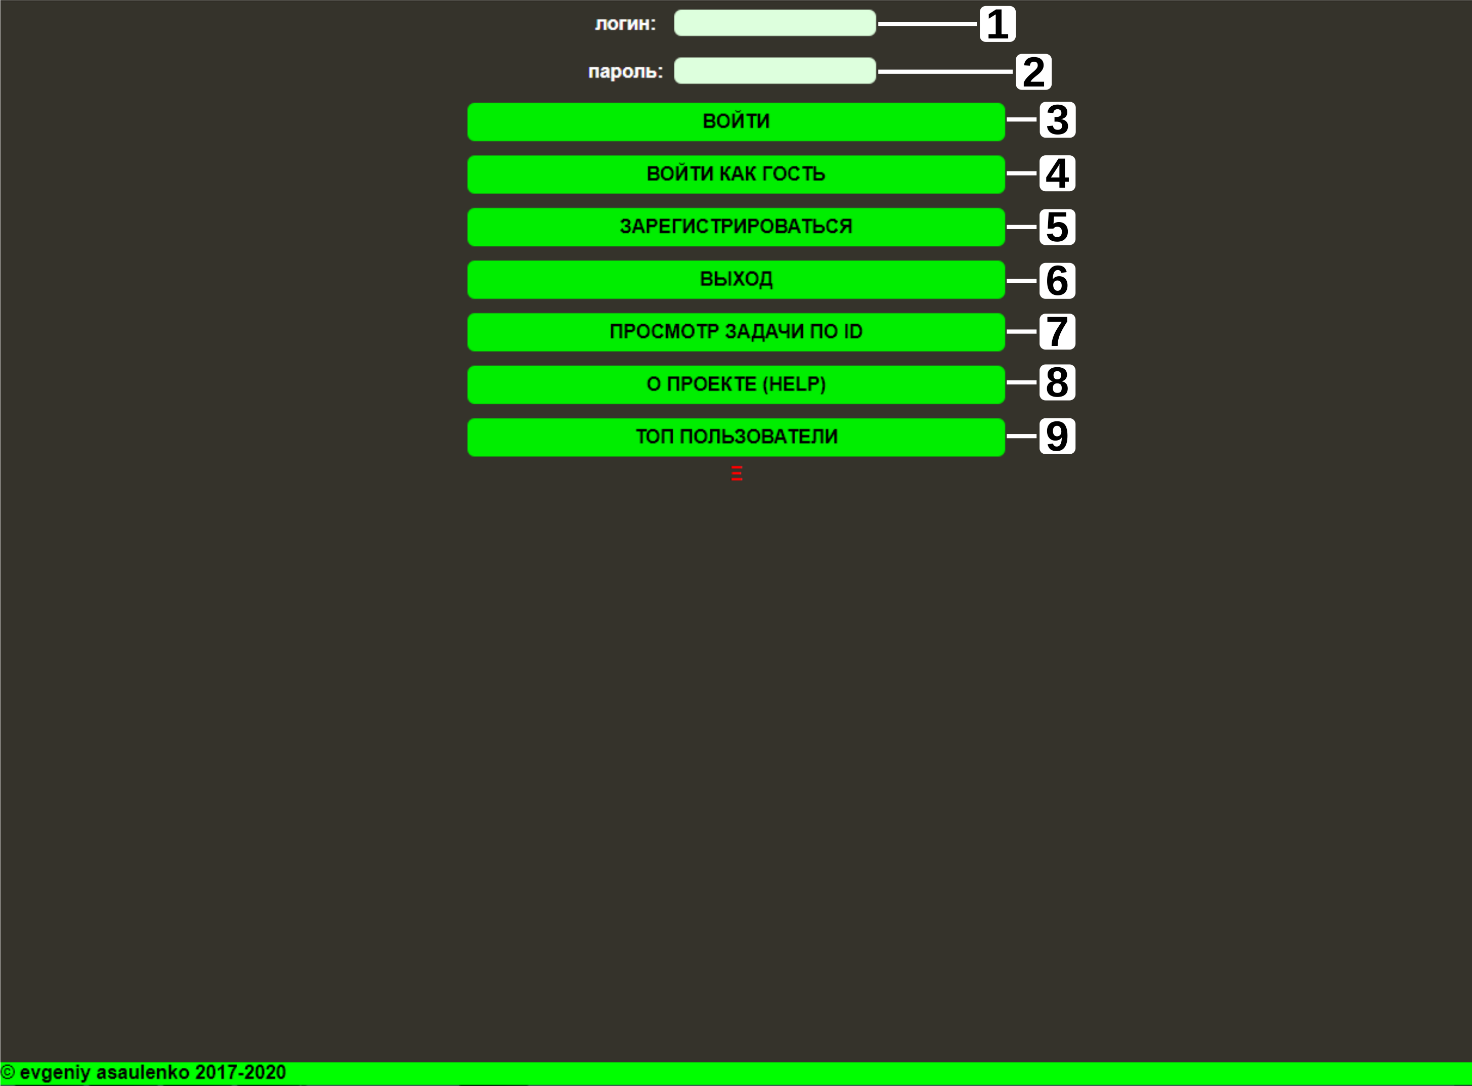 логин: 1
пароль: 2
ВОЙТИ 3
ВОЙТИ КАК ГОСТЬ 4
ЗАРЕГИСТРИРОВАТЬСЯ 5
ВЫХОД 6
ПРОСМОТР ЗАДАЧИ ПО ID 7
О ПРОЕКТЕ (HELP) 8
ТОП ПОЛЬЗОВАТЕЛИ 9
© evgeniy asaulenko 2017-2020